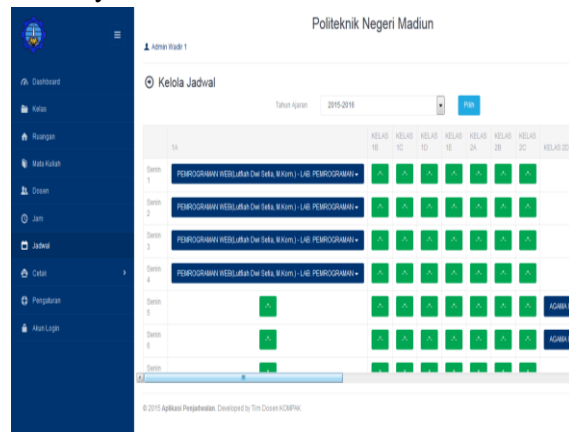 Politeknik Negeri Madiun
Admin Wadir 1
Dashboard
Kelas
Ruangan
Mata Kuliah
Dosen
Jam
Jadwal
Cetak
Pengaturan
Akun Login
Kelola Jadwal
Tahun Ajaran 2015-2016 Pilih
1A KELAS 1B KELAS 1C KELAS 1D KELAS 1E KELAS 2A KELAS 2B KELAS 2C KELAS 2D
Senin 1 PEMROGRAMAN WEB(Lutfiah Dwi Setia, M.Kom.) - LAB. PEMROGRAMAN
Senin 2 PEMROGRAMAN WEB(Lutfiah Dwi Setia, M.Kom.) - LAB. PEMROGRAMAN
Senin 3 PEMROGRAMAN WEB(Lutfiah Dwi Setia, M.Kom.) - LAB. PEMROGRAMAN
Senin 4 PEMROGRAMAN WEB(Lutfiah Dwi Setia, M.Kom.) - LAB. PEMROGRAMAN
Senin 5 AGAMA
Senin 6 AGAMA
Senin
© 2015 Aplikasi Penjadwalan. Developed by Tim Dosen KOMPAK